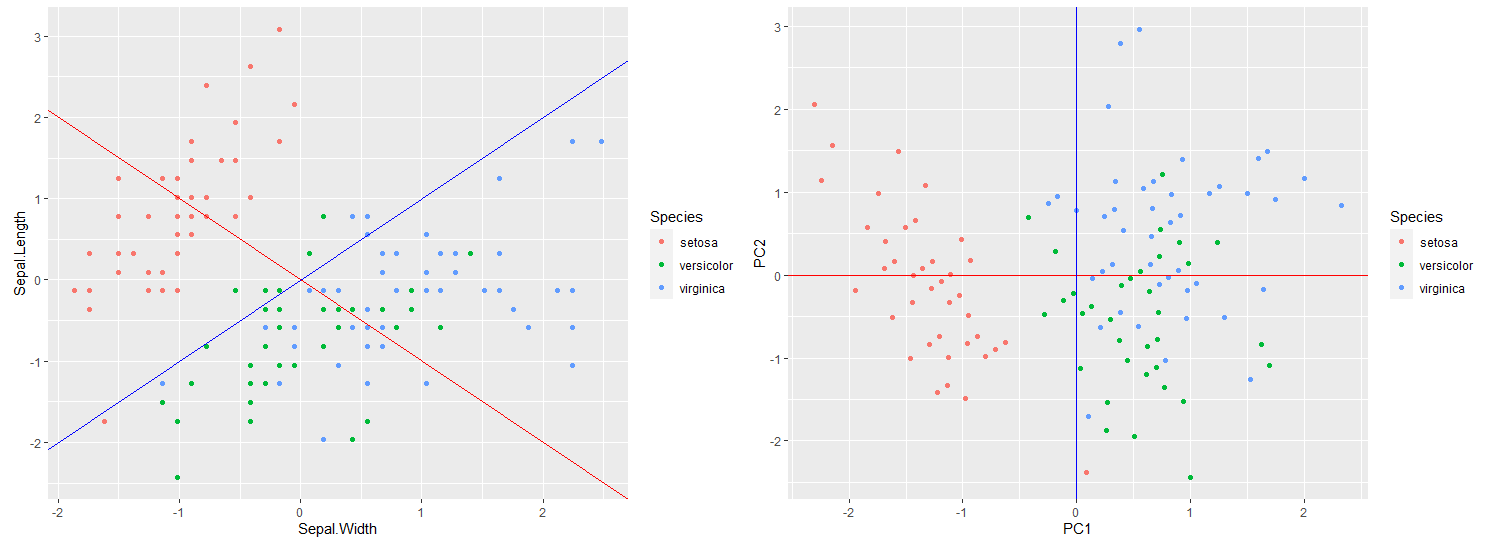 3
2
1
0
-1
-2
-2
-1
0
1
2
Sepal.Length
Sepal.Width
Species
setosa
versicolor
virginica
3
2
1
0
-1
-2
-2
-1
0
1
2
PC2
PC1
Species
setosa
versicolor
virginica